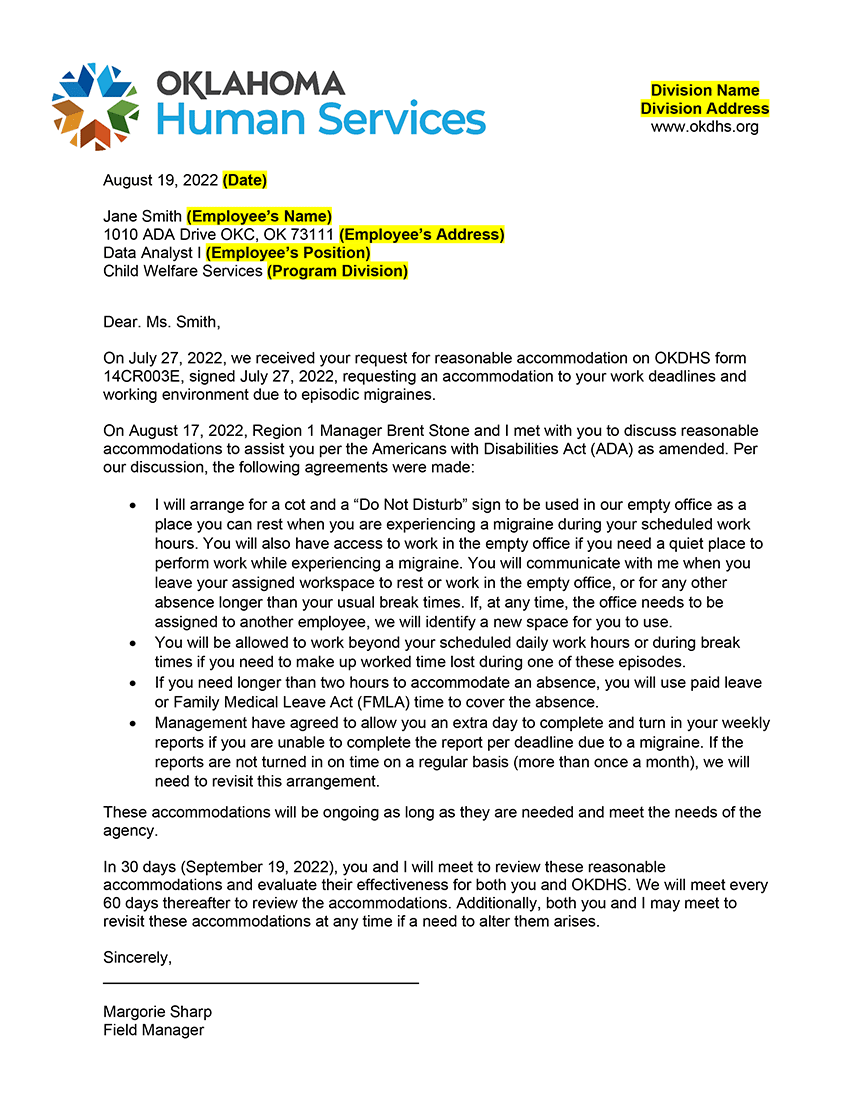 OKLAHOMA
Human Services
Division Name
Division Address
www.okdhs.org
August 19, 2022 (Date)
Jane Smith (Employee’s Name)
1010 ADA Drive OKC, OK 73111 (Employee’s Address)
Data Analyst I (Employee’s Position)
Child Welfare Services (Program Division)
Dear. Ms. Smith,
On July 27, 2022, we received your request for reasonable accommodation on OKDHS form
14CR003E, signed July 27, 2022, requesting an accommodation to your work deadlines and
working environment due to episodic migraines.
On August 17, 2022, Region 1 Manager Brent Stone and I met with you to discuss reasonable
accommodations to assist you per the Americans with Disabilities Act (ADA) as amended. Per
our discussion, the following agreements were made:
• I will arrange for a cot and a “Do Not Disturb” sign to be used in our empty office as a
place you can rest when you are experiencing a migraine during your scheduled work
hours. You will also have access to work in the empty office if you need a quiet place to
perform work while experiencing a migraine. You will communicate with me when you
leave your assigned workspace to rest or work in the empty office, or for any other
absence longer than your usual break times. If, at any time, the office needs to be
assigned to another employee, we will identify a new space for you to use.
• You will be allowed to work beyond your scheduled daily work hours or during break
times if you need to make up worked time lost during one of these episodes.
• If you need longer than two hours to accommodate an absence, you will use paid leave
or Family Medical Leave Act (FMLA) time to cover the absence.
• Management have agreed to allow you an extra day to complete and turn in your weekly
reports if you are unable to complete the report per deadline due to a migraine. If the
reports are not turned in on time on a regular basis (more than once a month), we will
need to revisit this arrangement.
These accommodations will be ongoing as long as they are needed and meet the needs of the
agency.
In 30 days (September 19, 2022), you and I will meet to review these reasonable
accommodations and evaluate their effectiveness for both you and OKDHS. We will meet every
60 days thereafter to review the accommodations. Additionally, both you and I may meet to
revisit these accommodations at any time if a need to alter them arises.
Sincerely,
Margorie Sharp
Field Manager